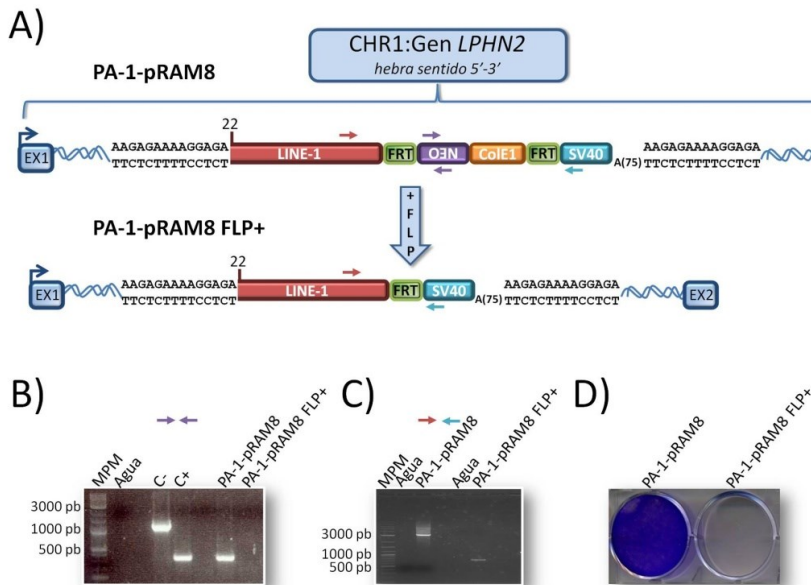 A)
CHR1:Gen LPHN2
hebra sentido 5’-3’
PA-1-pRAM8
22
AAGAGAAAAGGAGA
TTCTCTTTTCCTCT
EX1
LINE-1
FRT
NEO
ColE1
FRT
SV40
A(75)
AAGAGAAAAGGAGA
TTCTCTTTTCCTCT
+FLP
PA-1-pRAM8 FLP+
22
AAGAGAAAAGGAGA
TTCTCTTTTCCTCT
EX1
LINE-1
FRT
SV40
A(75)
AAGAGAAAAGGAGA
TTCTCTTTTCCTCT
EX2
B)
MPM
Agua
C-
C+
PA-1-pRAM8
PA-1-pRAM8 FLP+
3000 pb
1000 pb
500 pb
C)
MPM
Agua
PA-1-pRAM8
Agua
PA-1-pRAM8 FLP+
3000 pb
1000 pb
500 pb
D)
PA-1-pRAM8
PA-1-pRAM8 FLP+